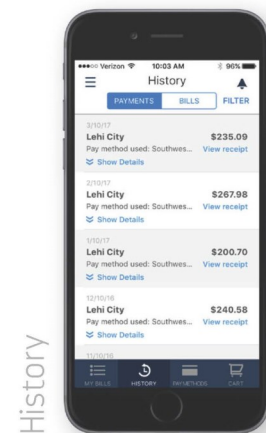 Verizon 10:03 AM 96%
History
PAYMENTS BILLS FILTER
3/10/17
Lehi City $235.09
Pay method used: Southwes... View receipt
Show Details
2/10/17
Lehi City $267.98
Pay method used: Southwes... View receipt
Show Details
1/10/17
Lehi City $200.70
Pay method used: Southwes... View receipt
Show Details
12/10/16
Lehi City $240.58
Pay method used: Southwes... View receipt
Show Details
11/10/16
MY BILLS HISTORY PAYMETHODS CART
History